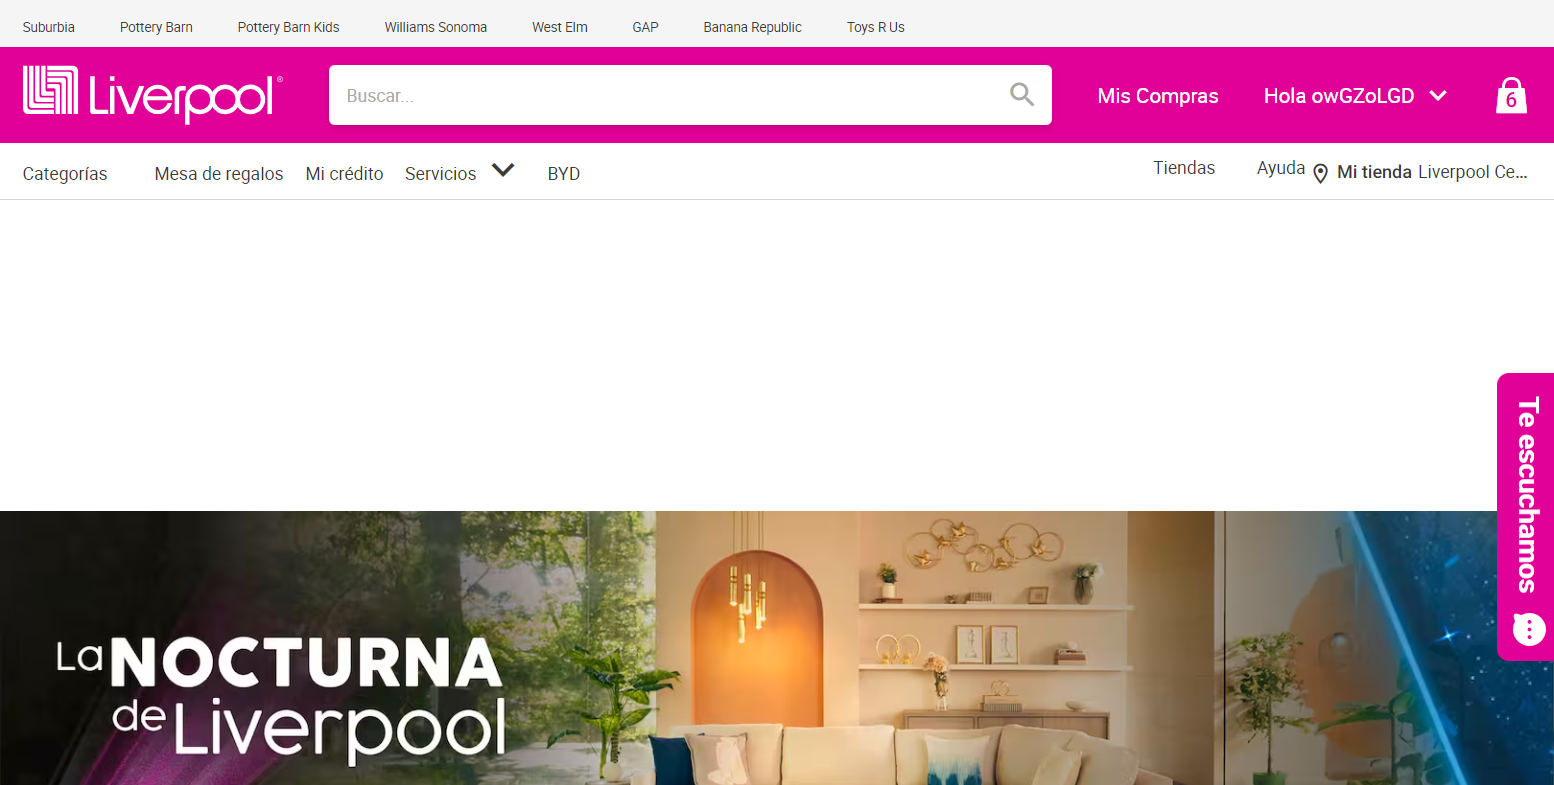 Suburbia Pottery Barn Pottery Barn Kids Williams Sonoma West Elm GAP Banana Republic Toys R Us
Liverpool® Buscar... Mis Compras Hola owGZoLGD 6
Categorías Mesa de regalos Mi crédito Servicios BYD Tiendas Ayuda Mi tienda Liverpool Ce...
Te escuchamos
La NOCTURNA
de Liverpool